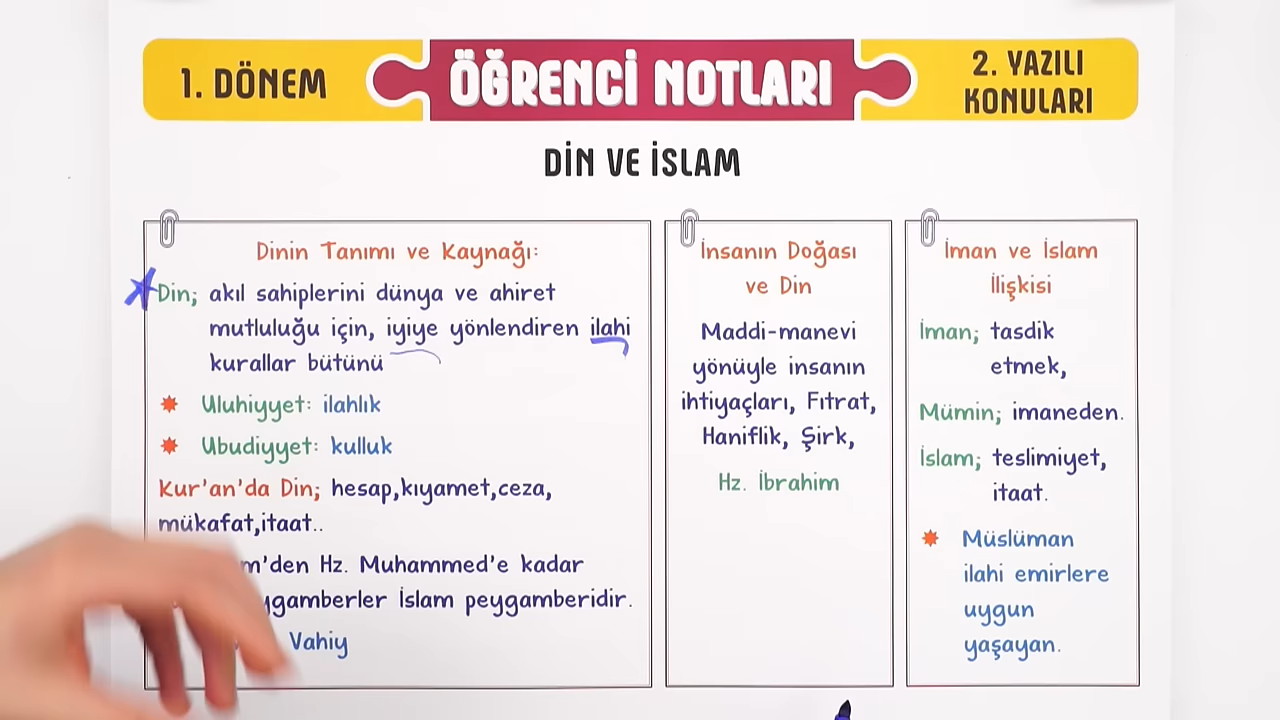 1. DÖNEM
ÖĞRENCİ NOTLARI
2. YAZILI
KONULARI
DİN VE İSLAM
Dinin Tanımı ve Kaynağı:
Din; akıl sahiplerini dünya ve ahiret
mutluluğu için, iyiye yönlendiren ilahi
kurallar bütünü
Uluhiyyet: ilahlık
Ubudiyyet: kulluk
Kur'an'da Din; hesap,kıyamet,ceza,
mükafat,itaat..
Hz. Muhammed'e kadar
İslam peygamberidir.
Vahiy
İnsanın Doğası
ve Din
Maddi-manevi
yönüyle insanın
ihtiyaçları, Fıtrat,
Haniflik, Şirk,
Hz. İbrahim
İman ve İslam
İlişkisi
İman; tasdik
etmek,
Mümin; imaneden.
İslam; teslimiyet,
itaat.
Müslüman
ilahi emirlere
uygun
yaşayan.